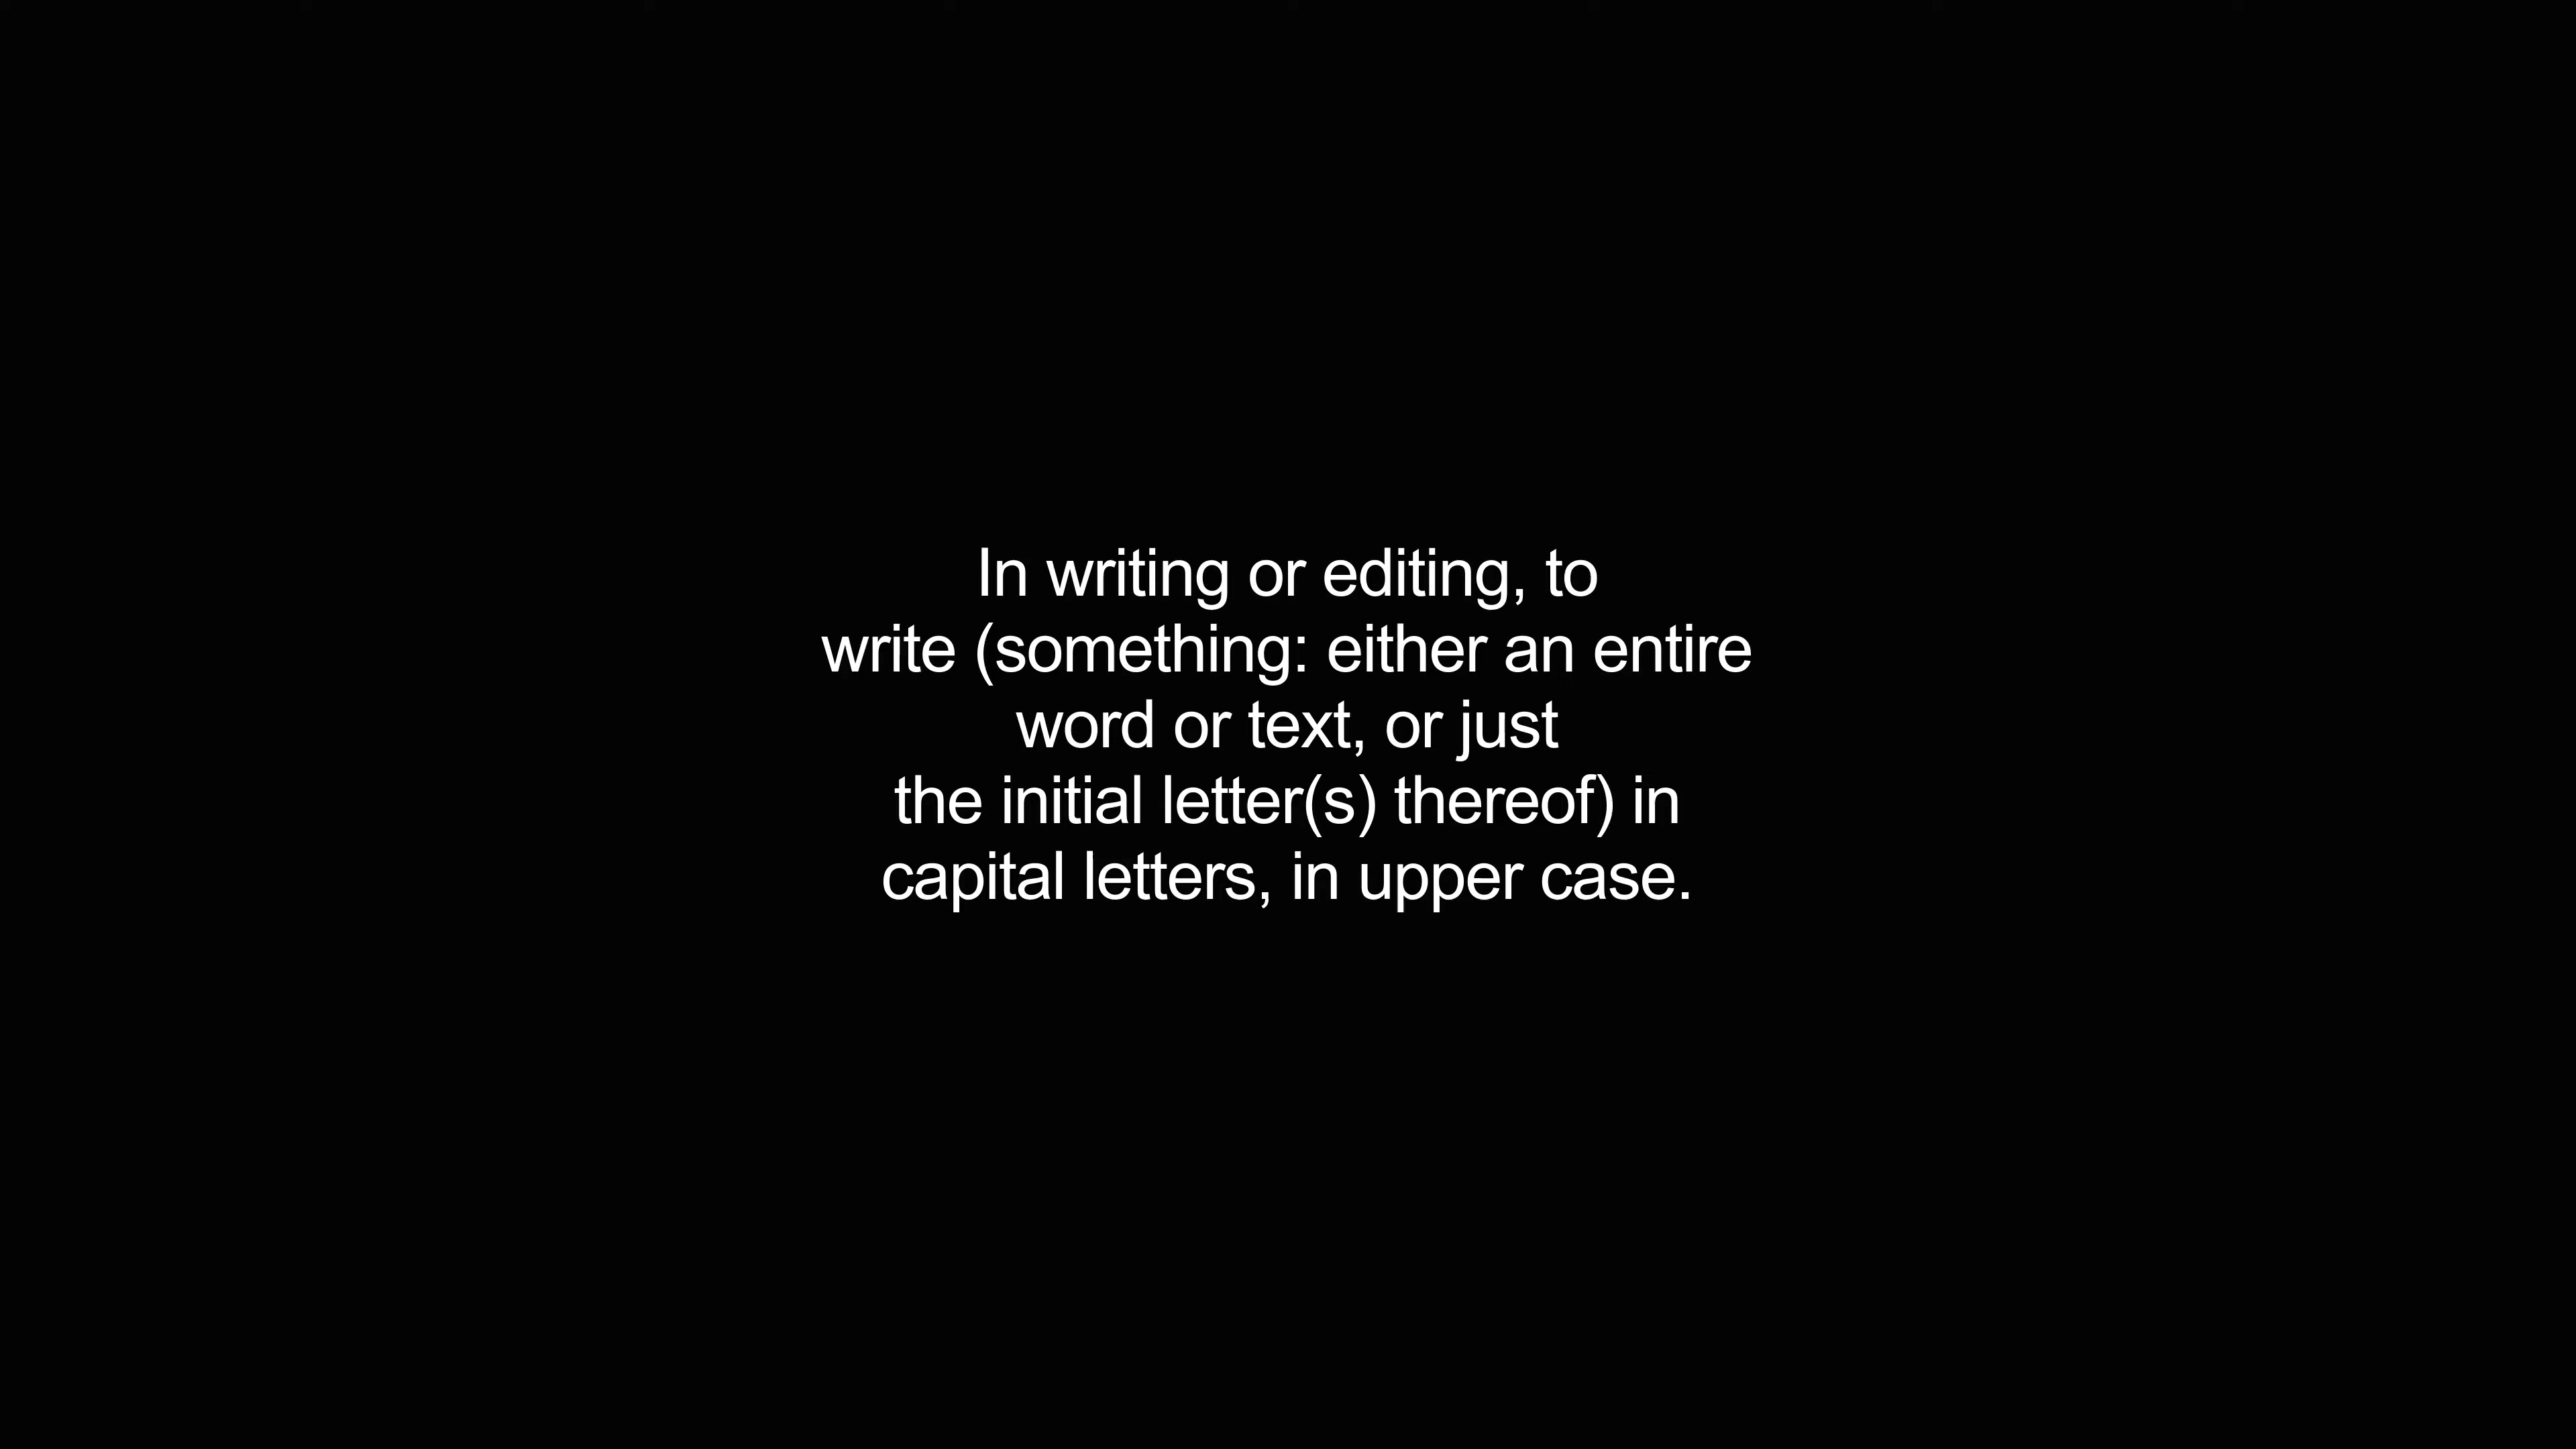 In writing or editing, to
write (something: either an entire
word or text, or just
the initial letter(s) thereof) in
capital letters, in upper case.